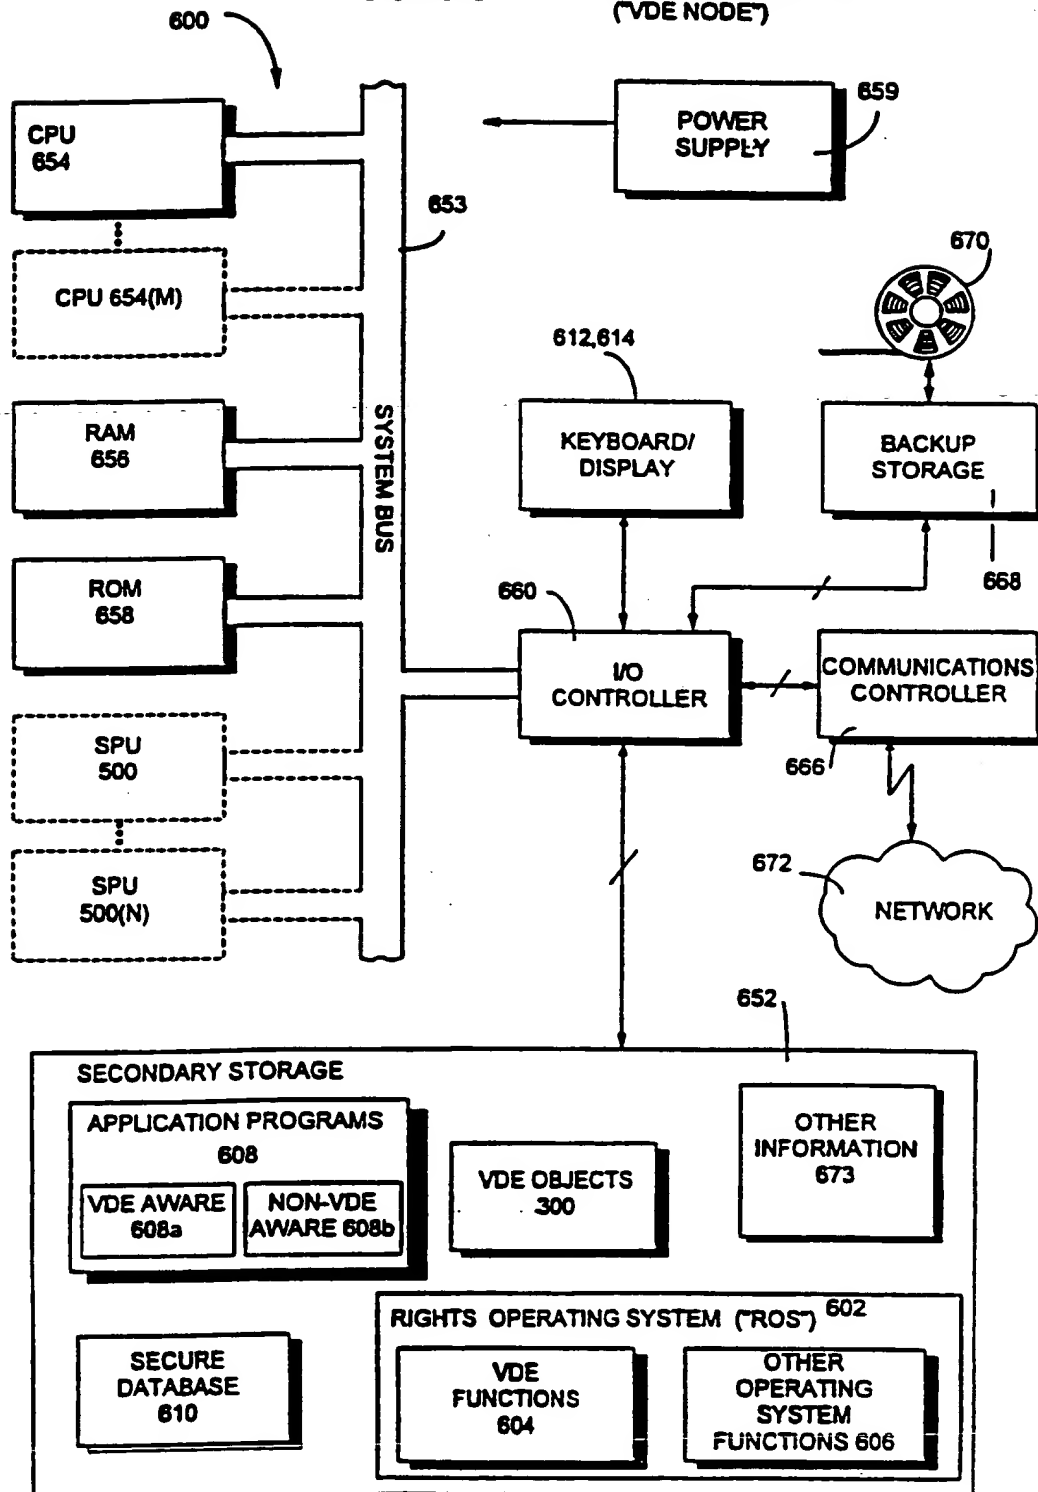 ("VDE NODE")
600
CPU
654
CPU 654(M)
RAM
656
ROM
658
SPU
500
SPU
500(N)
SYSTEM BUS
653
POWER
SUPPLY
659
670
612,614
KEYBOARD/
DISPLAY
BACKUP
STORAGE
668
660
I/O
CONTROLLER
COMMUNICATIONS
CONTROLLER
666
672
NETWORK
652
SECONDARY STORAGE
APPLICATION PROGRAMS
608
VDE AWARE
608a
NON-VDE
AWARE 608b
VDE OBJECTS
300
OTHER
INFORMATION
673
SECURE
DATABASE
610
RIGHTS OPERATING SYSTEM ("ROS") 602
VDE
FUNCTIONS
604
OTHER
OPERATING
SYSTEM
FUNCTIONS 606